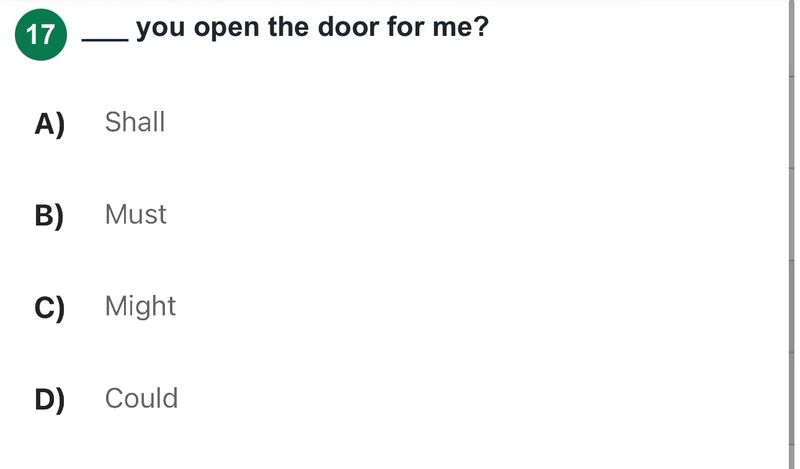 17 ___ you open the door for me?
A) Shall
B) Must
C) Might
D) Could